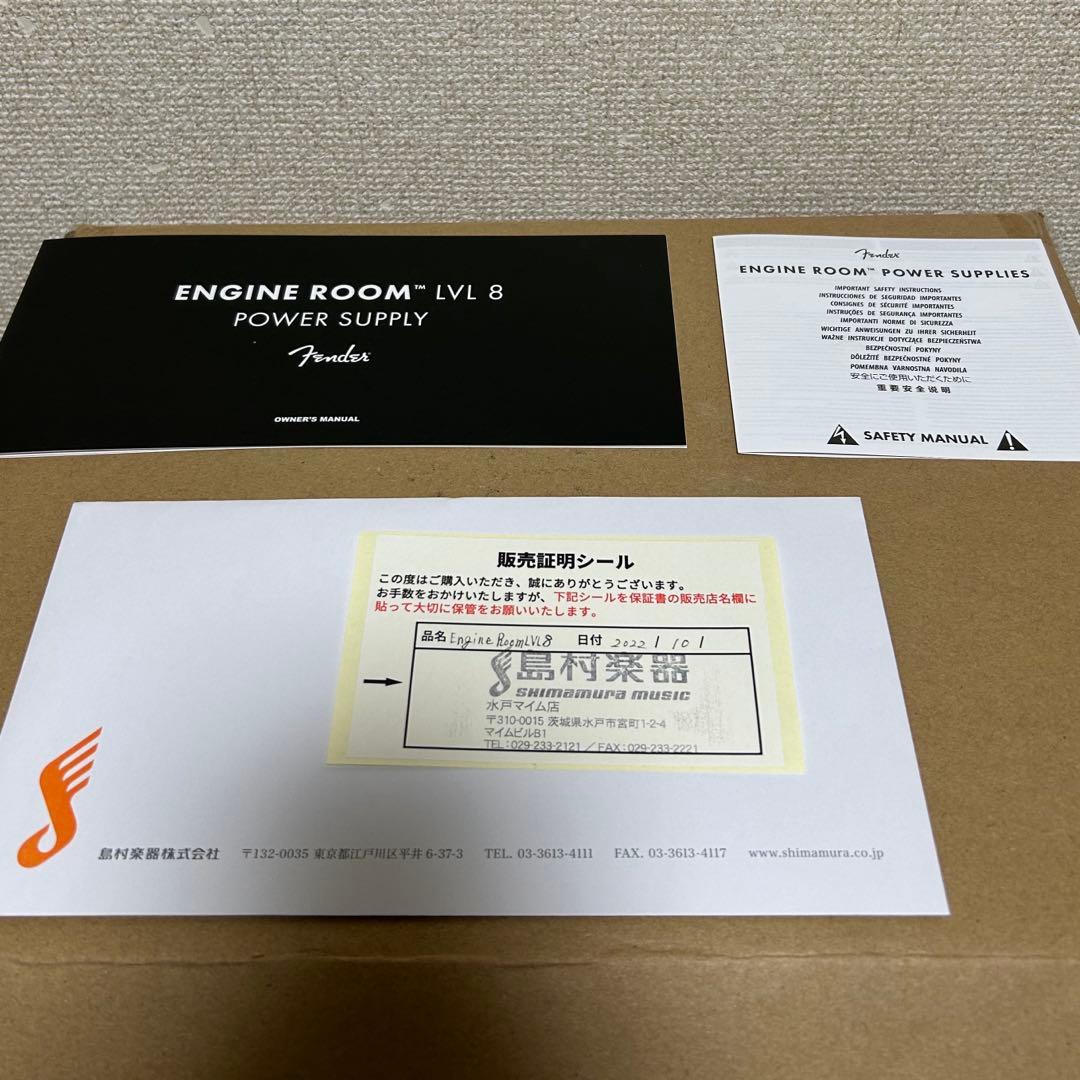 ENGINE ROOM™ LVL 8
POWER SUPPLY
Fender
OWNER'S MANUAL
Fender
ENGINE ROOM™ POWER SUPPLIES
IMPORTANT SAFETY INSTRUCTIONS
INSTRUCCIONES DE SEGURIDAD IMPORTANTES
CONSIGNES DE SÉCURITÉ IMPORTANTES
INSTRUÇÕES DE SEGURANÇA IMPORTANTES
IMPORTANTI NORME DI SICUREZZA
WICHTIGE ANWEISUNGEN ZU IHRER SICHERHEIT
WAŻNE INSTRUKCJE DOTYCZĄCE BEZPIECZEŃSTWA
BEZPEČNOSTNÍ POKYNY
DÔLEŽITÉ BEZPEČNOSTNÉ POKYNY
POMEMBNA VARNOSTNA NAVODILA
安全にご使用いただくために
重要安全说明
SAFETY MANUAL
販売証明シール
この度はご購入いただき、誠にありがとうございます。
お手数をおかけいたしますが、下記シールを保証書の販売店名欄に
貼って大切に保管をお願いいたします。
品名 Engine Room LVL8 日付 2022 / 10 1
島村楽器
SHIMAMURA MUSIC
水戸マイム店
〒310-0015 茨城県水戸市宮町1-2-4
マイムビルB1
TEL:029-233-2121/FAX:029-233-2221
島村楽器株式会社 〒132-0035 東京都江戸川区平井 6-37-3 TEL. 03-3613-4111 FAX. 03-3613-4117 www.shimamura.co.jp